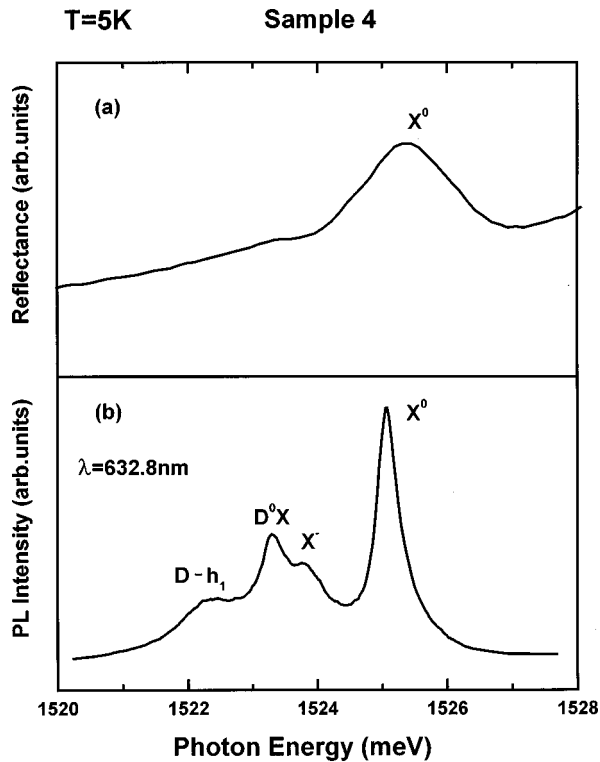 T=5K Sample 4
(a)
X⁰
Reflectance (arb.units)
(b)
X⁰
λ=632.8nm
D⁰X
X⁻
D-h₁
PL Intensity (arb.units)
1520 1522 1524 1526 1528
Photon Energy (meV)